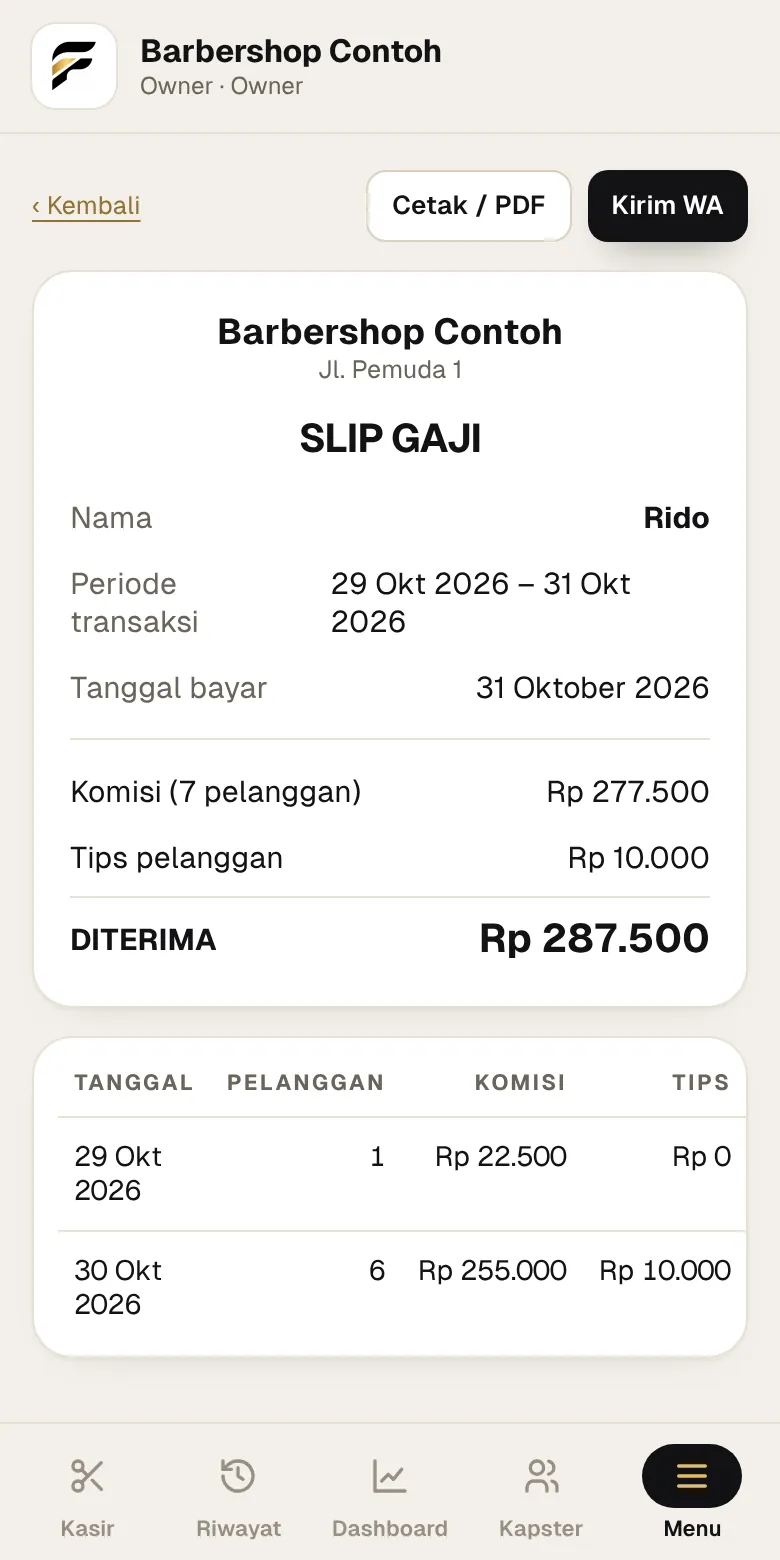 Barbershop Contoh
Owner · Owner
‹ Kembali
Cetak / PDF
Kirim WA
Barbershop Contoh
Jl. Pemuda 1
SLIP GAJI
Nama Rido
Periode transaksi 29 Okt 2026 – 31 Okt 2026
Tanggal bayar 31 Oktober 2026
Komisi (7 pelanggan) Rp 277.500
Tips pelanggan Rp 10.000
DITERIMA Rp 287.500
TANGGAL PELANGGAN KOMISI TIPS
29 Okt 2026 1 Rp 22.500 Rp 0
30 Okt 2026 6 Rp 255.000 Rp 10.000
Kasir Riwayat Dashboard Kapster Menu